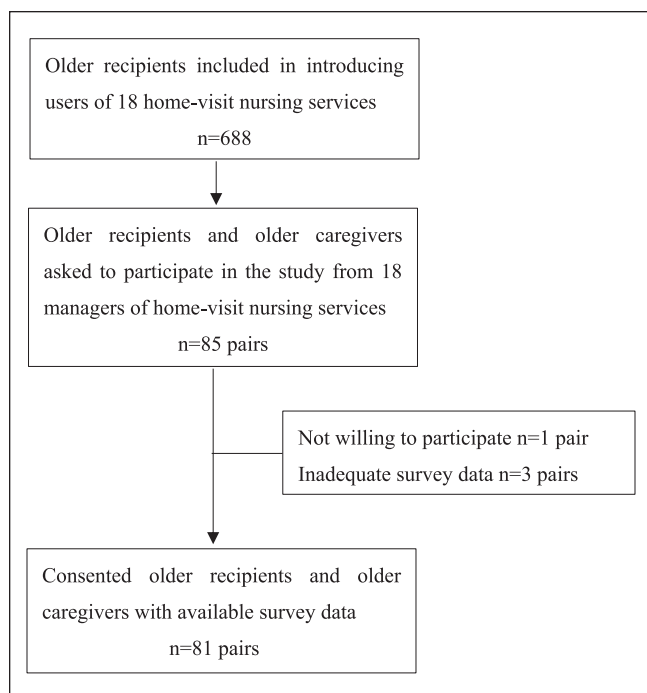 Older recipients included in introducing
users of 18 home-visit nursing services
n=688
Older recipients and older caregivers
asked to participate in the study from 18
managers of home-visit nursing services
n=85 pairs
Not willing to participate n=1 pair
Inadequate survey data n=3 pairs
Consented older recipients and older
caregivers with available survey data
n=81 pairs